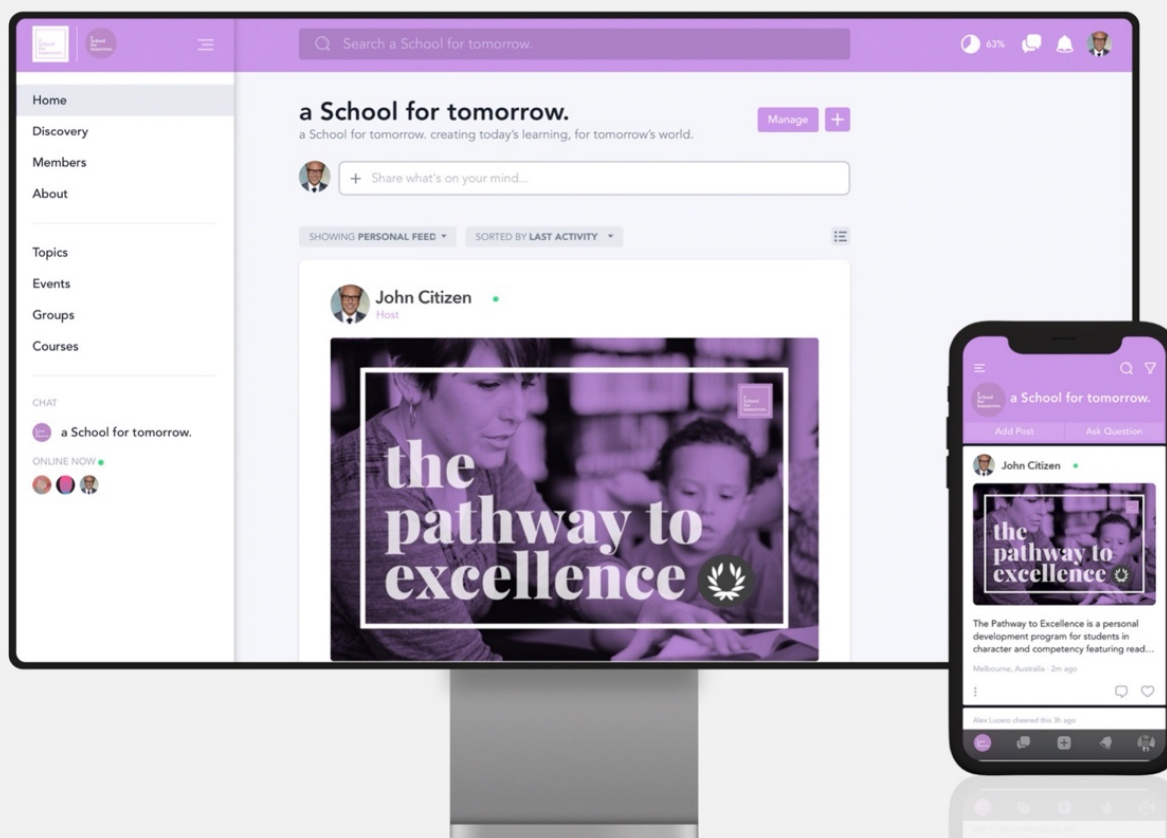 Search a School for tomorrow.
63%
Home
Discovery
Members
About
Topics
Events
Groups
Courses
CHAT
a School for tomorrow.
ONLINE NOW
a School for tomorrow.
a School for tomorrow. creating today's learning, for tomorrow's world.
Manage
+
+ Share what's on your mind...
SHOWING PERSONAL FEED
SORTED BY LAST ACTIVITY
John Citizen
Host
the
pathway to
excellence
a School for tomorrow.
Add Post
Ask Question
John Citizen
the
pathway to
excellence
The Pathway to Excellence is a personal
development program for students in
character and competency featuring read...
Melbourne, Australia · 2m ago
Alex Lucero cheered this 3h ago